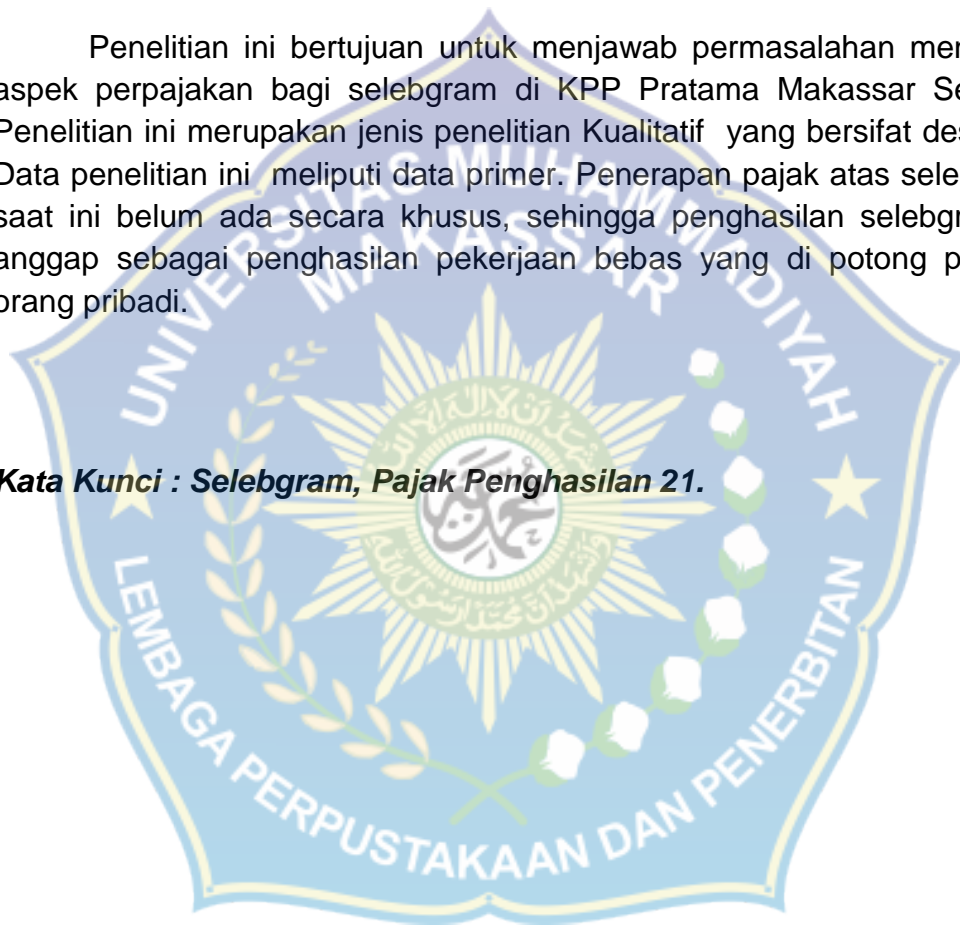 Penelitian ini bertujuan untuk menjawab permasalahan men
aspek perpajakan bagi selebgram di KPP Pratama Makassar Se
Penelitian ini merupakan jenis penelitian Kualitatif yang bersifat des
Data penelitian ini meliputi data primer. Penerapan pajak atas sele
saat ini belum ada secara khusus, sehingga penghasilan selebgr
anggap sebagai penghasilan pekerjaan bebas yang di potong p
orang pribadi.
Kata Kunci : Selebgram, Pajak Penghasilan 21.
UNIVERSITAS MUHAMMADIYAH
MAKASSAR
LEMBAGA PERPUSTAKAAN DAN PENERBITAN